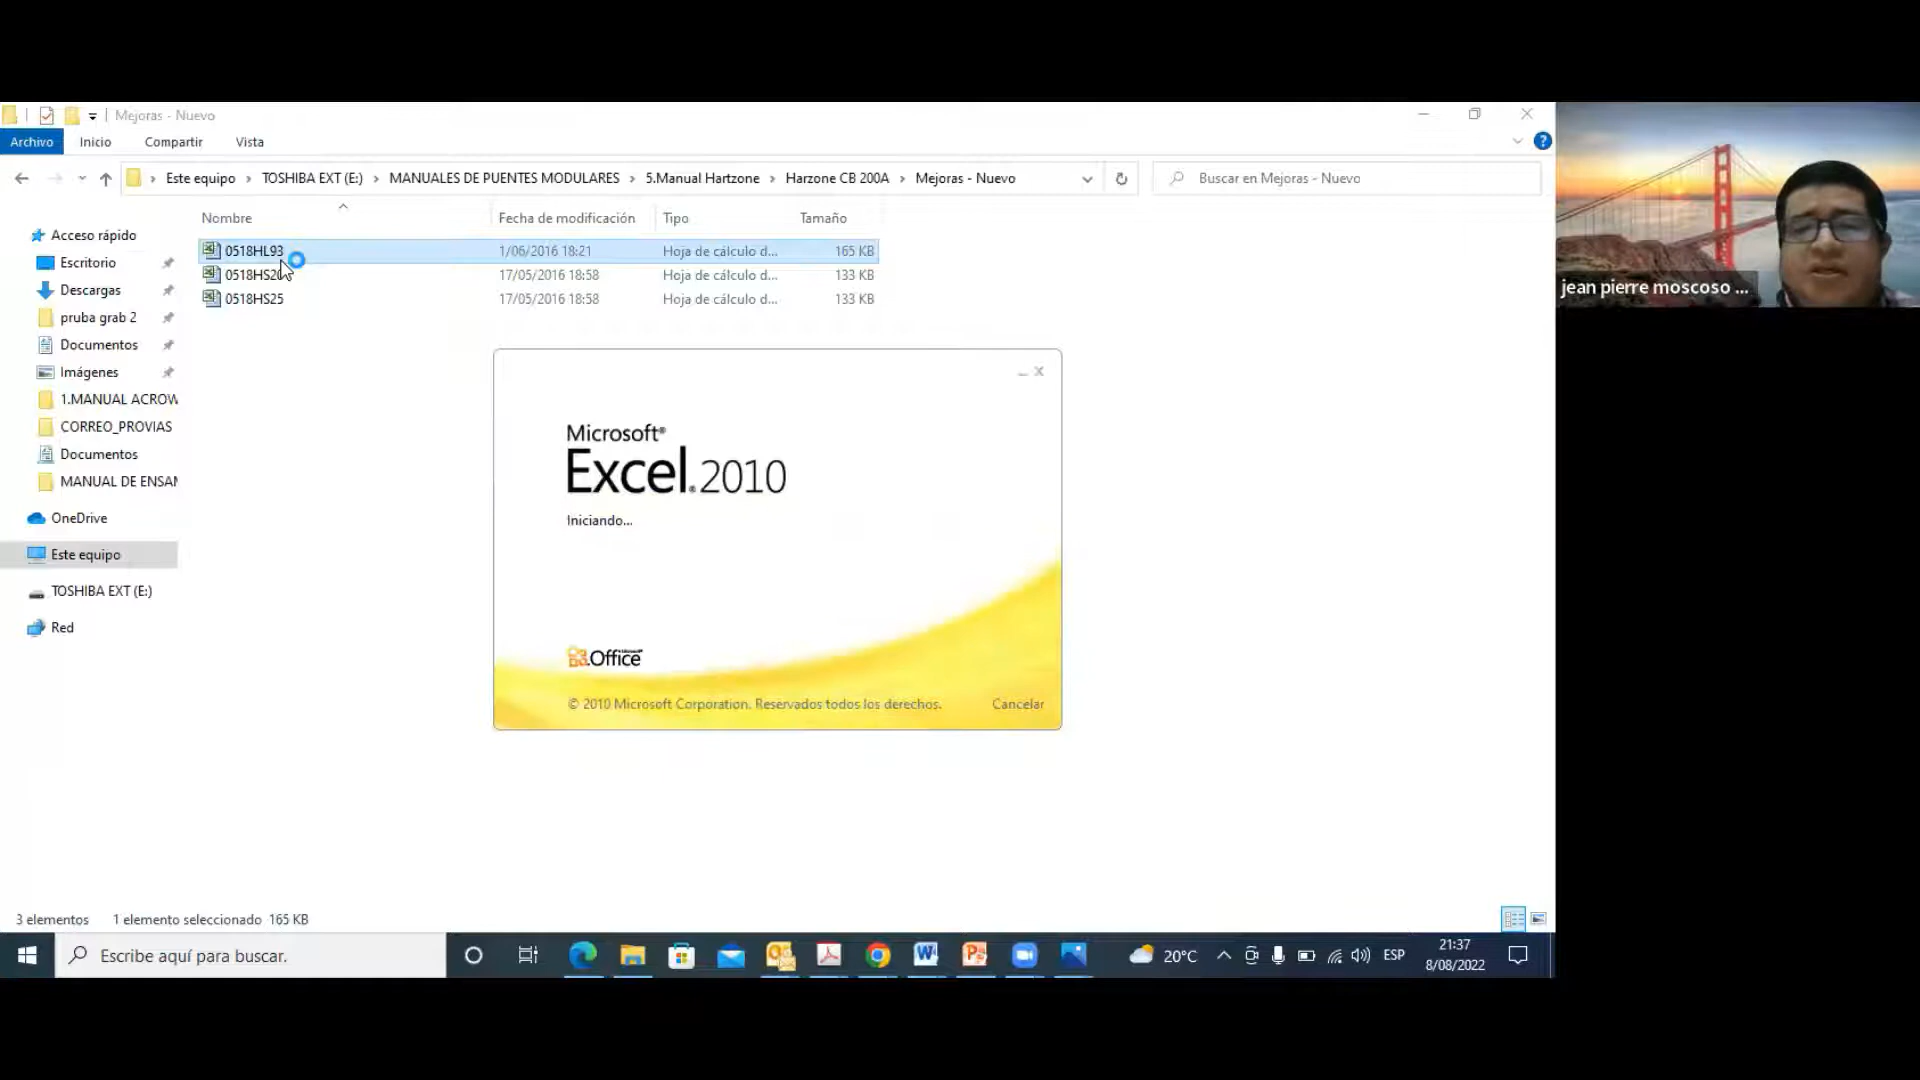 Mejoras - Nuevo
Archivo Inicio Compartir Vista
Este equipo › TOSHIBA EXT (E:) › MANUALES DE PUENTES MODULARES › 5.Manual Hartzone › Harzone CB 200A › Mejoras - Nuevo
Buscar en Mejoras - Nuevo
Nombre Fecha de modificación Tipo Tamaño
0518HL93 1/06/2016 18:21 Hoja de cálculo d... 165 KB
0518HS20 17/05/2016 18:58 Hoja de cálculo d... 133 KB
0518HS25 17/05/2016 18:58 Hoja de cálculo d... 133 KB
Acceso rápido
Escritorio
Descargas
pruba grab 2
Documentos
Imágenes
1.MANUAL ACROW
CORREO_PROVIAS
Documentos
MANUAL DE ENSAM
OneDrive
Este equipo
TOSHIBA EXT (E:)
Red
Microsoft®
Excel®2010
Iniciando...
Office
© 2010 Microsoft Corporation. Reservados todos los derechos. Cancelar
jean pierre moscoso ...
3 elementos 1 elemento seleccionado 165 KB
Escribe aquí para buscar.
20°C
ESP
21:37
8/08/2022